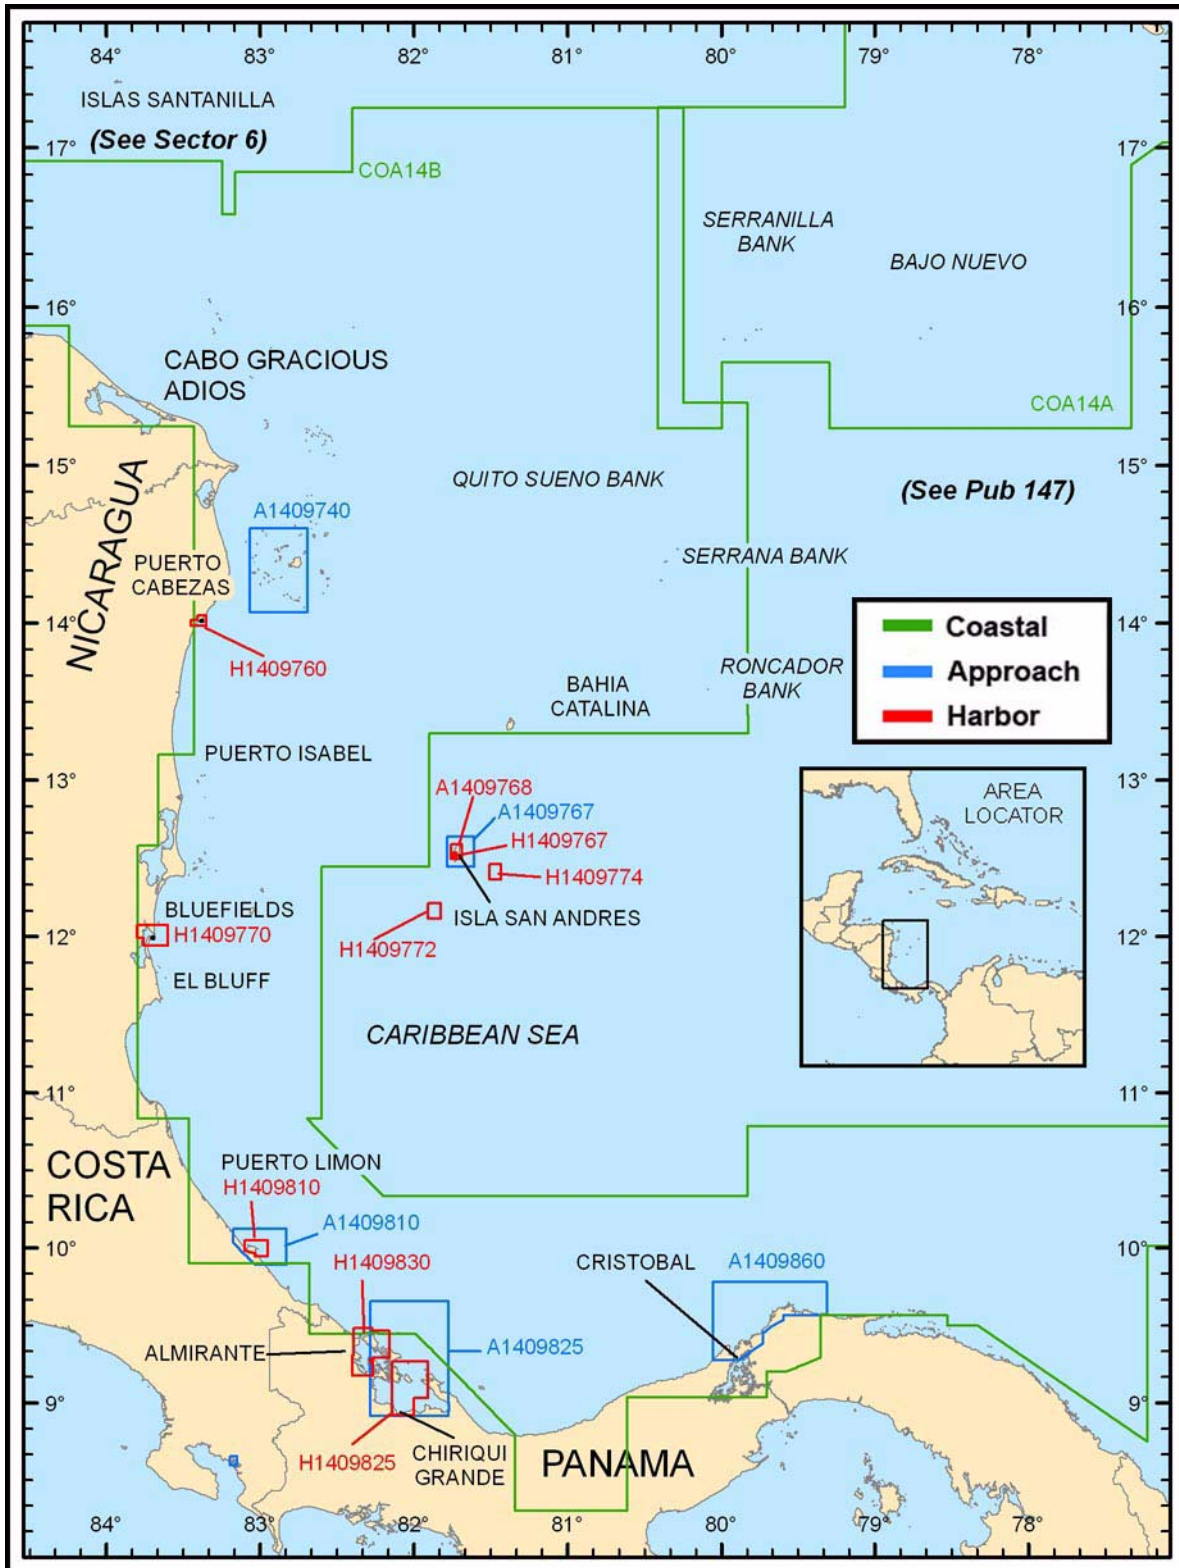 84° 83° 82° 81° 80° 79° 78°
ISLAS SANTANILLA
(See Sector 6)
17° 17°
COA14B
SERRANILLA
BANK
BAJO NUEVO
16° 16°
CABO GRACIOUS
ADIOS
COA14A
15° 15°
QUITO SUENO BANK
(See Pub 147)
NICARAGUA
A1409740
PUERTO
CABEZAS
SERRANA BANK
14° 14°
Coastal
Approach
Harbor
H1409760
RONCADOR
BANK
BAHIA
CATALINA
PUERTO ISABEL
13° 13°
A1409768
A1409767
H1409767
H1409774
AREA
LOCATOR
BLUEFIELDS
H1409770
ISLA SAN ANDRES
12° 12°
H1409772
EL BLUFF
CARIBBEAN SEA
11° 11°
COSTA
RICA
PUERTO LIMON
H1409810
A1409810
10° 10°
H1409830
CRISTOBAL
A1409860
ALMIRANTE
A1409825
9° 9°
H1409825
CHIRIQUI
GRANDE
PANAMA
84° 83° 82° 81° 80° 79° 78°